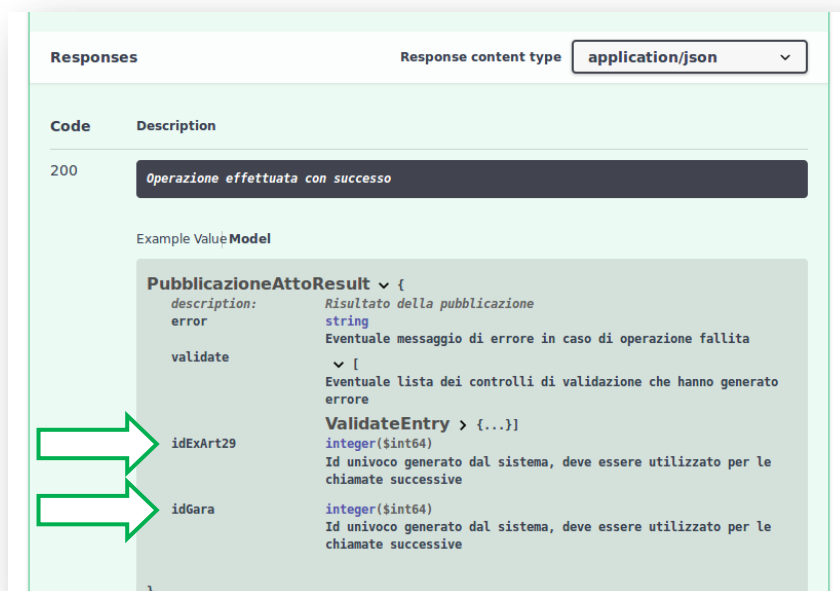 Responses
Response content type application/json
Code Description
200 Operazione effettuata con successo
Example Value Model
PubblicazioneAttoResult {
description: Risultato della pubblicazione
error string
Eventuale messaggio di errore in caso di operazione fallita
validate [
Eventuale lista dei controlli di validazione che hanno generato
errore
ValidateEntry > {...}]
idExArt29 integer($int64)
Id univoco generato dal sistema, deve essere utilizzato per le
chiamate successive
idGara integer($int64)
Id univoco generato dal sistema, deve essere utilizzato per le
chiamate successive
}